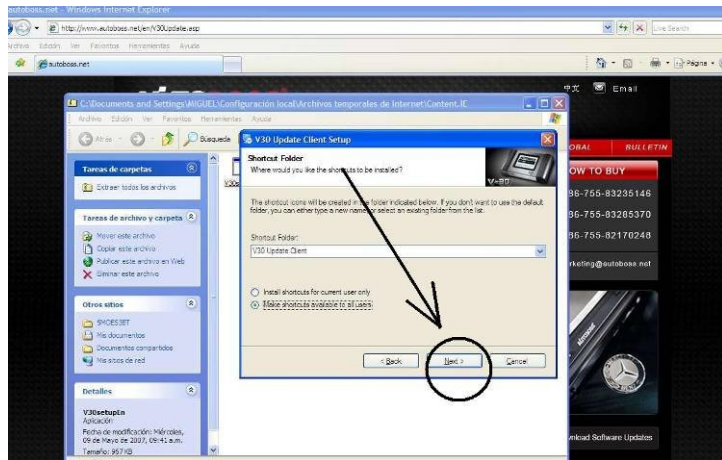 autoboss.net - Windows Internet Explorer
http://www.autoboss.net/en/V30Update.asp
Live Search
Archivo Edición Ver Favoritos Herramientas Ayuda
autoboss.net
Página
中文 Email
C:\Documents and Settings\MIGUEL\Configuración local\Archivos temporales de Internet\Content.IE
Archivo Edición Ver Favoritos Herramientas Ayuda
Atrás
Búsqueda
OBAL BULLETIN
OW TO BUY
86-755-83235146
86-755-83285370
86-755-82170248
rketing@autoboss.net
Tareas de carpetas
Extraer todos los archivos
Tareas de archivo y carpeta
Mover este archivo
Copiar este archivo
Publicar este archivo en Web
Eliminar este archivo
Otros sitios
Mis documentos
Documentos compartidos
Mis sitios de red
Detalles
V30setupEn
Aplicación
Fecha de modificación: Miércoles,
09 de Mayo de 2007, 09:41 a.m.
Tamaño: 957 KB
V30 Update Client Setup
Shortcut Folder
Where would you like the shortcuts to be installed?
V-30
The shortcut icons will be created in the folder indicated below. If you don't want to use the default
folder, you can either type a new name, or select an existing folder from the list.
Shortcut Folder:
V30 Update Client
Install shortcuts for current user only
Make shortcuts available to all users
< Back Next > Cancel
nload Software Updates